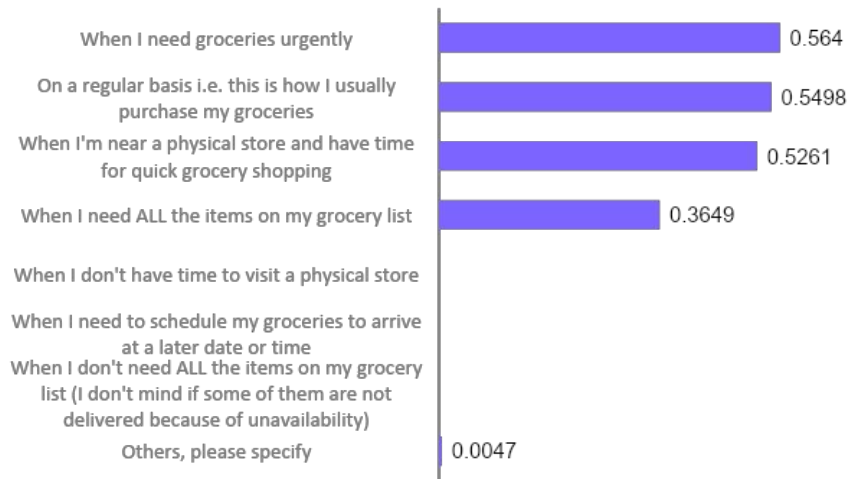 When I need groceries urgently
0.564
On a regular basis i.e. this is how I usually
purchase my groceries
0.5498
When I'm near a physical store and have time
for quick grocery shopping
0.5261
When I need ALL the items on my grocery list
0.3649
When I don't have time to visit a physical store
When I need to schedule my groceries to arrive
at a later date or time
When I don't need ALL the items on my grocery
list (I don't mind if some of them are not
delivered because of unavailability)
Others, please specify
0.0047